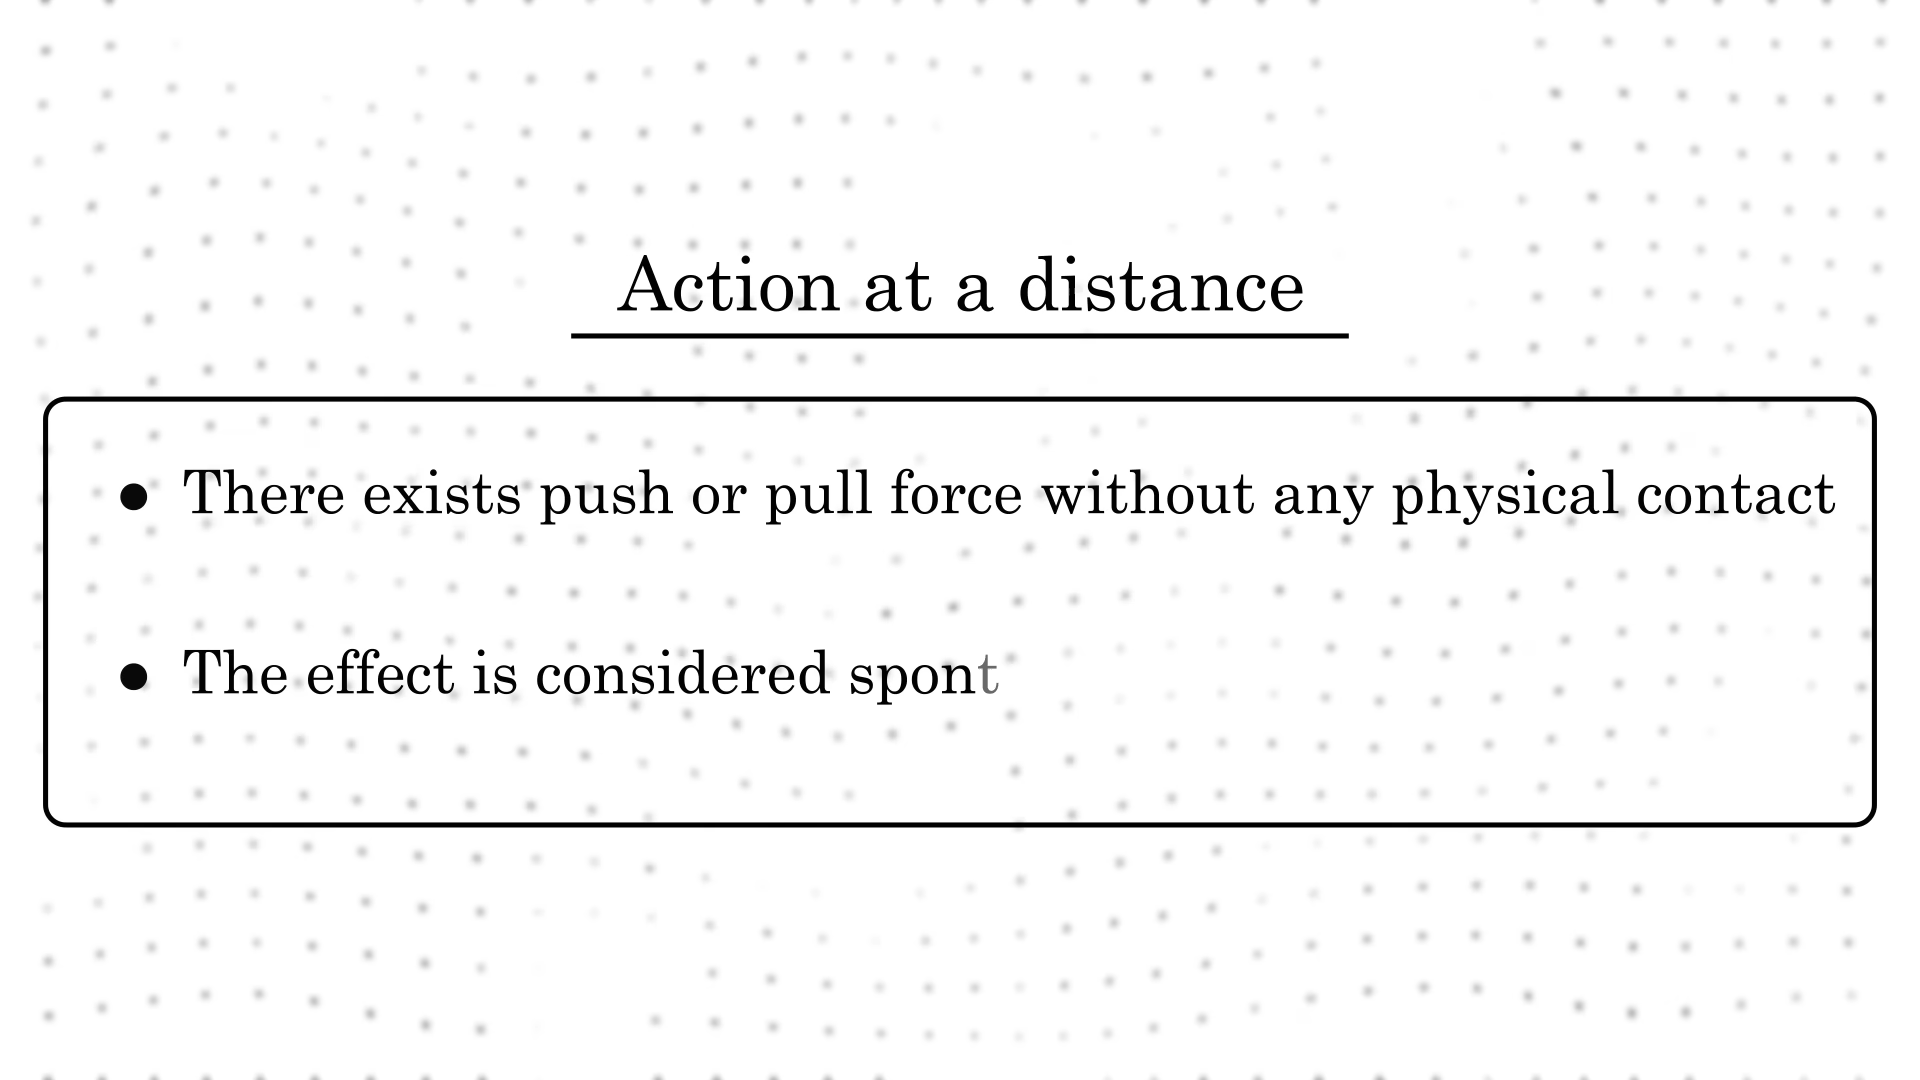 Action at a distance
● There exists push or pull force without any physical contact
● The effect is considered spont